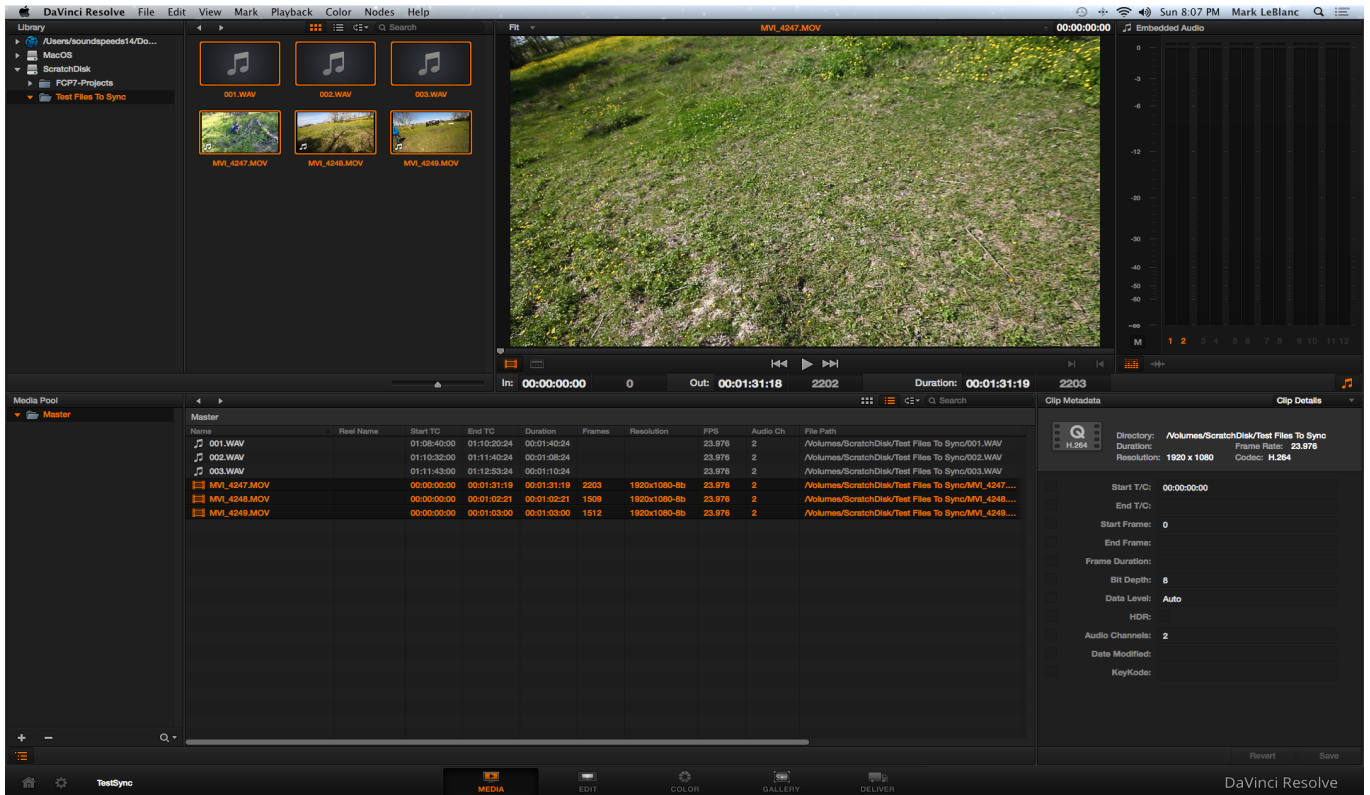 DaVinci Resolve File Edit View Mark Playback Color Nodes Help Sun 8:07 PM Mark LeBlanc
Library
/Users/soundspeeds14/Do...
MacOS
ScratchDisk
FCP7-Projects
Test Files To Sync
Search
001.WAV 002.WAV 003.WAV
MVI_4247.MOV MVI_4248.MOV MVI_4249.MOV
Fit MVI_4247.MOV 00:00:00:00
Embedded Audio
0
-3
-6
-12
-20
-30
-40
-50
-60
-∞
M 1 2 3 4 5 6 7 8 9 10 11 12
In: 00:00:00:00 0 Out: 00:01:31:18 2202 Duration: 00:01:31:19 2203
Media Pool
Master
Search
Master
Name Reel Name Start TC End TC Duration Frames Resolution FPS Audio Ch File Path
001.WAV 01:08:40:00 01:10:20:24 00:01:40:24 23.976 2 /Volumes/ScratchDisk/Test Files To Sync/001.WAV
002.WAV 01:10:32:00 01:11:40:24 00:01:08:24 23.976 2 /Volumes/ScratchDisk/Test Files To Sync/002.WAV
003.WAV 01:11:43:00 01:12:53:24 00:01:10:24 23.976 2 /Volumes/ScratchDisk/Test Files To Sync/003.WAV
MVI_4247.MOV 00:00:00:00 00:01:31:19 00:01:31:19 2203 1920x1080-8b 23.976 2 /Volumes/ScratchDisk/Test Files To Sync/MVI_4247....
MVI_4248.MOV 00:00:00:00 00:01:02:21 00:01:02:21 1509 1920x1080-8b 23.976 2 /Volumes/ScratchDisk/Test Files To Sync/MVI_4248....
MVI_4249.MOV 00:00:00:00 00:01:03:00 00:01:03:00 1512 1920x1080-8b 23.976 2 /Volumes/ScratchDisk/Test Files To Sync/MVI_4249....
Clip Metadata Clip Details
Q
H.264
Directory: /Volumes/ScratchDisk/Test Files To Sync
Duration: Frame Rate: 23.976
Resolution: 1920 x 1080 Codec: H.264
Start T/C: 00:00:00:00
End T/C:
Start Frame: 0
End Frame:
Frame Duration:
Bit Depth: 8
Data Level: Auto
HDR:
Audio Channels: 2
Date Modified:
KeyKode:
Revert Save
TestSync
MEDIA EDIT COLOR GALLERY DELIVER
DaVinci Resolve